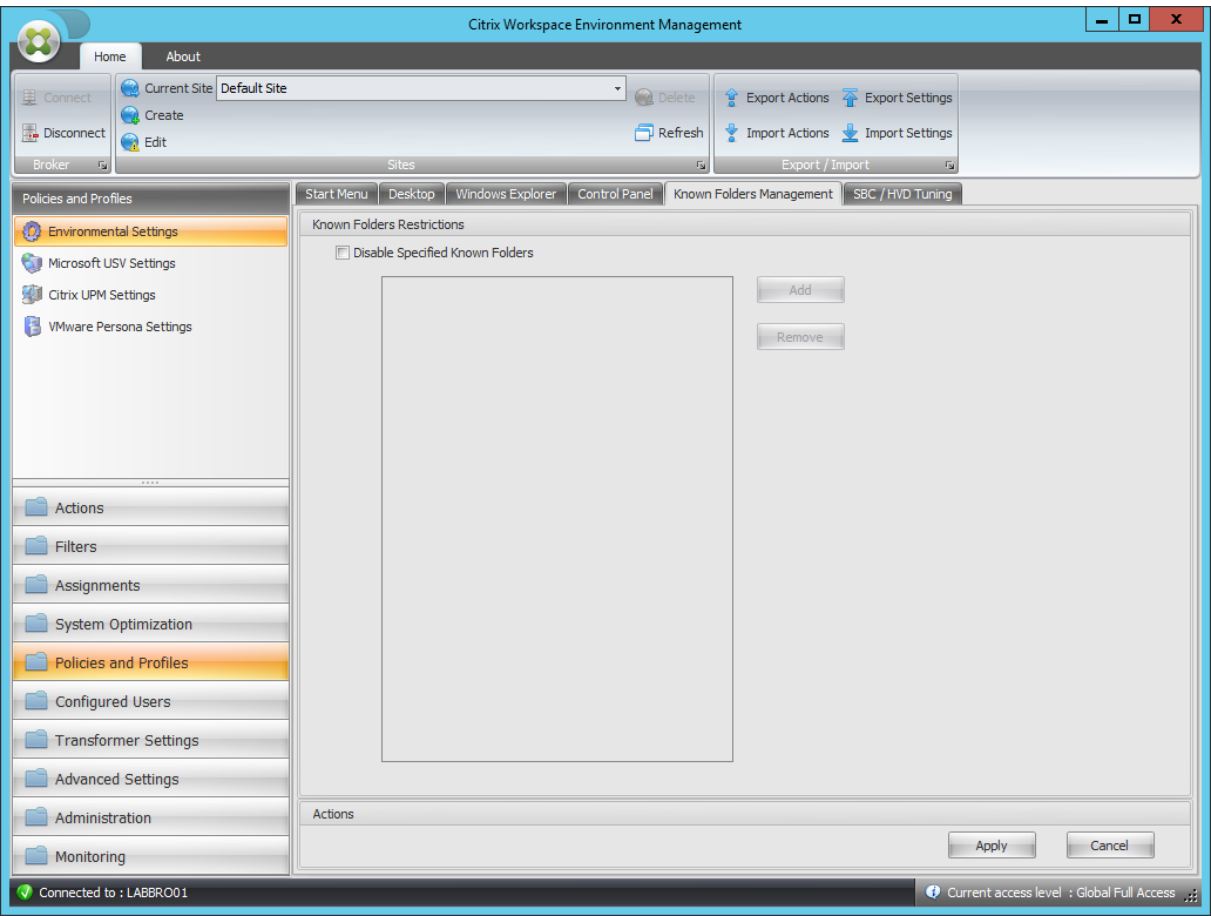 Citrix Workspace Environment Management
Home About
Connect
Disconnect
Broker
Current Site Default Site
Create
Edit
Delete
Refresh
Sites
Export Actions Export Settings
Import Actions Import Settings
Export / Import
Policies and Profiles
Environmental Settings
Microsoft USV Settings
Citrix UPM Settings
VMware Persona Settings
Actions
Filters
Assignments
System Optimization
Policies and Profiles
Configured Users
Transformer Settings
Advanced Settings
Administration
Monitoring
Start Menu Desktop Windows Explorer Control Panel Known Folders Management SBC / HVD Tuning
Known Folders Restrictions
Disable Specified Known Folders
Add
Remove
Actions
Apply Cancel
Connected to : LABBRO01
Current access level : Global Full Access